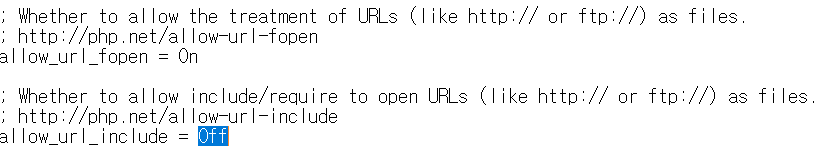 ; Whether to allow the treatment of URLs (like http:// or ftp://) as files.
; http://php.net/allow-url-fopen
allow_url_fopen = On
; Whether to allow include/require to open URLs (like http:// or ftp://) as files.
; http://php.net/allow-url-include
allow_url_include = Off